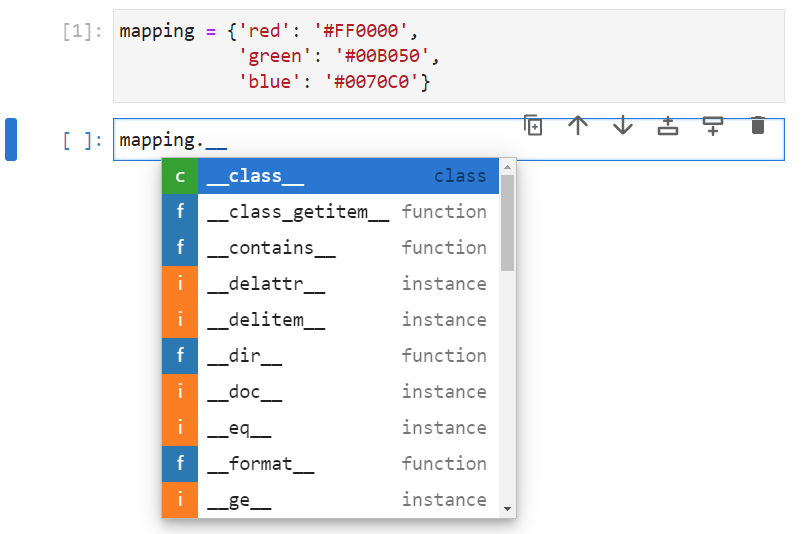 [1]: mapping = {'red': '#FF0000',
'green': '#00B050',
'blue': '#0070C0'}
[ ]: mapping.__
c __class__ class
f __class_getitem__ function
f __contains__ function
i __delattr__ instance
i __delitem__ instance
f __dir__ function
i __doc__ instance
i __eq__ instance
f __format__ function
i __ge__ instance